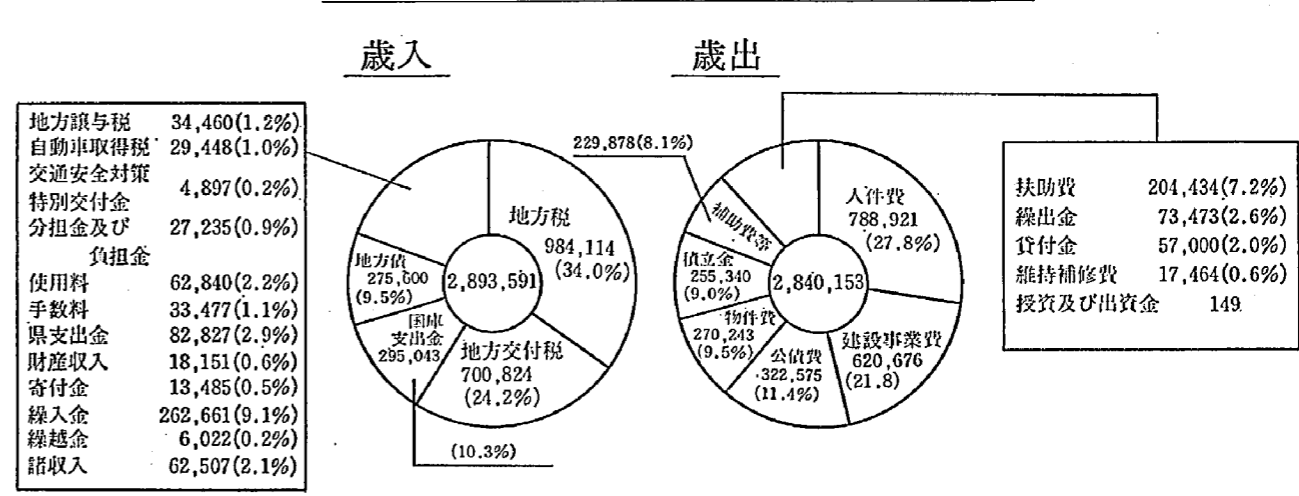 歳入
歳出
地方譲与税 34,460(1.2%)
自動車取得税 29,448(1.0%)
交通安全対策
特別交付金 4,897(0.2%)
分担金及び 27,235(0.9%)
負担金
使用料 62,840(2.2%)
手数料 33,477(1.1%)
県支出金 82,827(2.9%)
財産収入 18,151(0.6%)
寄付金 13,485(0.5%)
繰入金 262,661(9.1%)
繰越金 6,022(0.2%)
諸収入 62,507(2.1%)
地方税
984,114
(34.0%)
地方債
275,600
(9.5%)
2,893,591
国庫
支出金
295,043
地方交付税
700,824
(24.2%)
(10.3%)
229,878(8.1%)
補助費等
人件費
788,921
(27.8%)
積立金
255,340
(9.0%)
2,840,153
物件費
270,243
(9.5%)
公債費
322,575
(11.4%)
建設事業費
620,676
(21.8)
扶助費 204,434(7.2%)
繰出金 73,473(2.6%)
貸付金 57,000(2.0%)
維持補修費 17,464(0.6%)
投資及び出資金 149